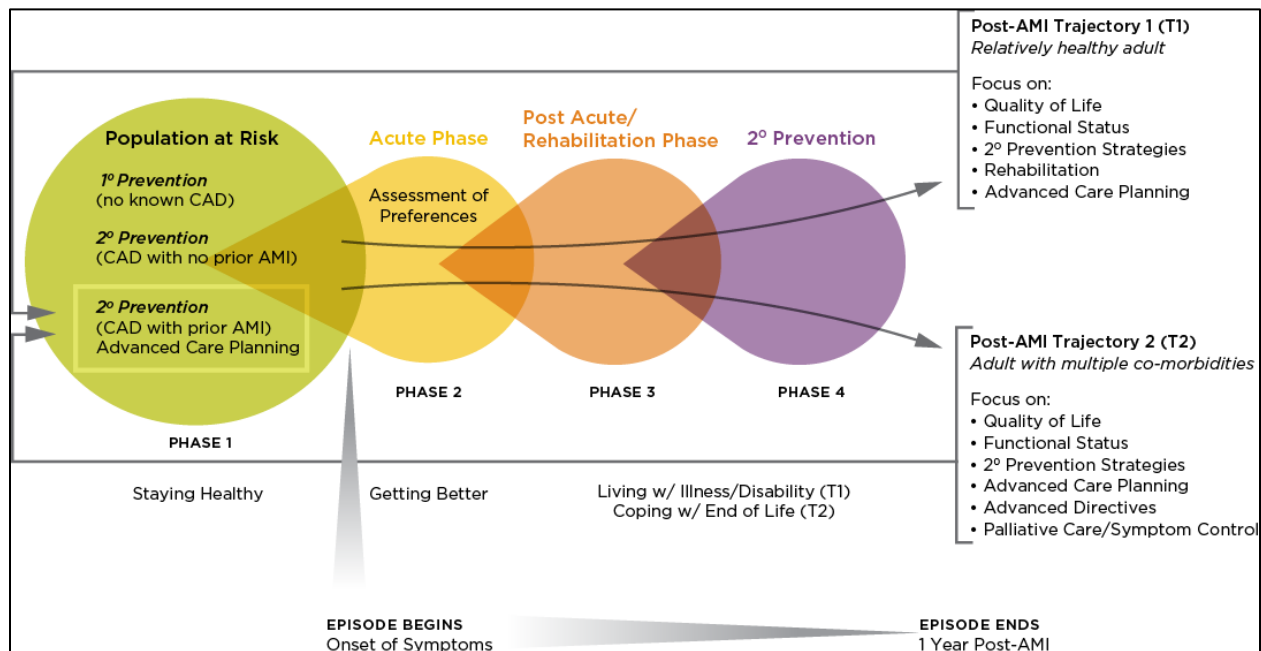 Population at Risk
1º Prevention
(no known CAD)
2º Prevention
(CAD with no prior AMI)
2º Prevention
(CAD with prior AMI)
Advanced Care Planning
PHASE 1
Acute Phase
Assessment of
Preferences
PHASE 2
Post Acute/
Rehabilitation Phase
PHASE 3
2º Prevention
PHASE 4
Post-AMI Trajectory 1 (T1)
Relatively healthy adult
Focus on:
• Quality of Life
• Functional Status
• 2º Prevention Strategies
• Rehabilitation
• Advanced Care Planning
Post-AMI Trajectory 2 (T2)
Adult with multiple co-morbidities
Focus on:
• Quality of Life
• Functional Status
• 2º Prevention Strategies
• Advanced Care Planning
• Advanced Directives
• Palliative Care/Symptom Control
Staying Healthy
Getting Better
Living w/ Illness/Disability (T1)
Coping w/ End of Life (T2)
EPISODE BEGINS
Onset of Symptoms
EPISODE ENDS
1 Year Post-AMI